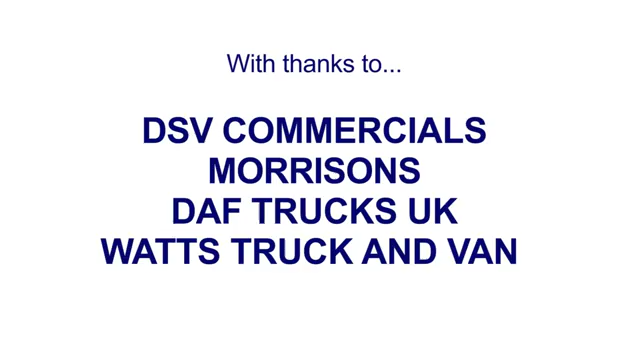 With thanks to...
DSV COMMERCIALS
MORRISONS
DAF TRUCKS UK
WATTS TRUCK AND VAN